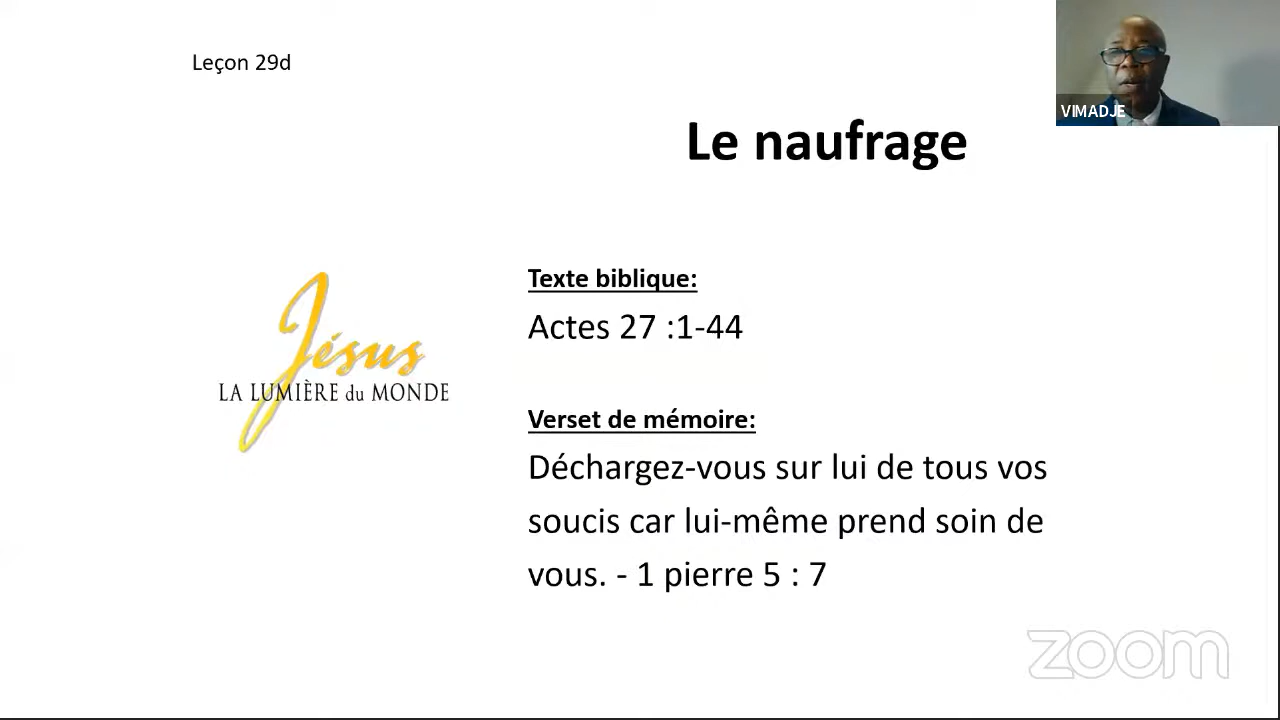 Leçon 29d
VIMADJE
Le naufrage
Texte biblique:
Actes 27 :1-44
Jésus
LA LUMIÈRE du MONDE
Verset de mémoire:
Déchargez-vous sur lui de tous vos
soucis car lui-même prend soin de
vous. - 1 pierre 5 : 7
zoom